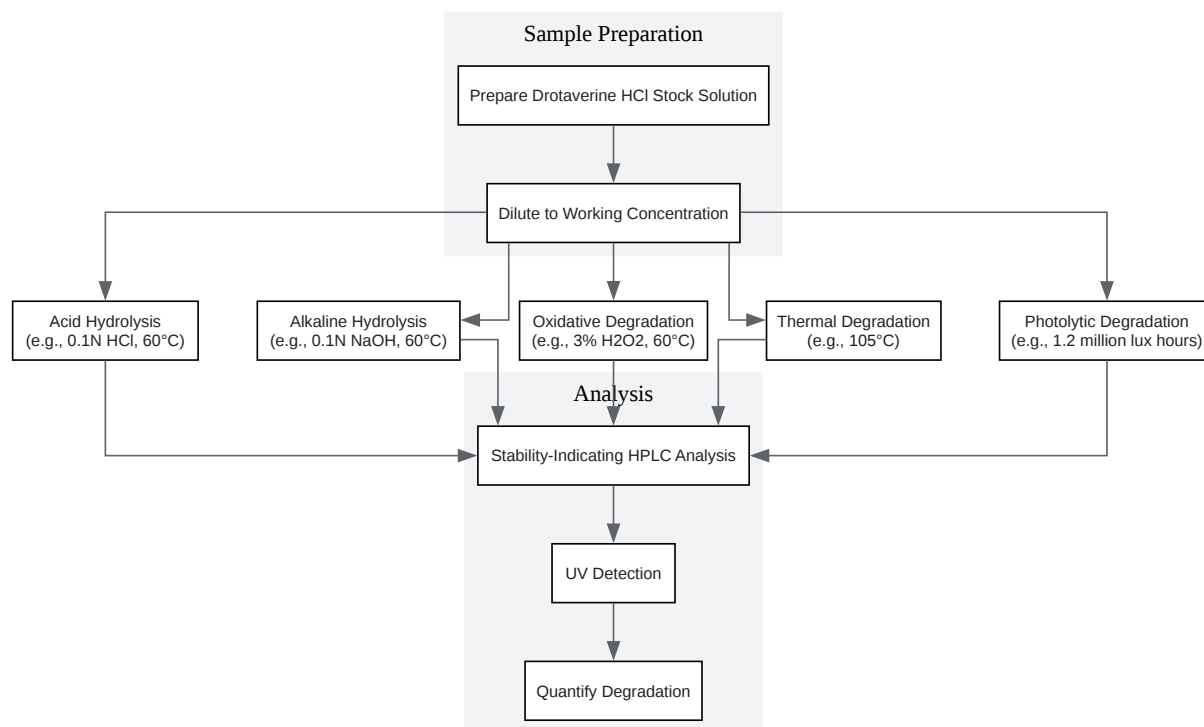 Sample Preparation
Prepare Drotaverine HCl Stock Solution
Dilute to Working Concentration
Acid Hydrolysis
(e.g., 0.1N HCl, 60°C)
Alkaline Hydrolysis
(e.g., 0.1N NaOH, 60°C)
Oxidative Degradation
(e.g., 3% H2O2, 60°C)
Thermal Degradation
(e.g., 105°C)
Photolytic Degradation
(e.g., 1.2 million lux hours)
Analysis
Stability-Indicating HPLC Analysis
UV Detection
Quantify Degradation